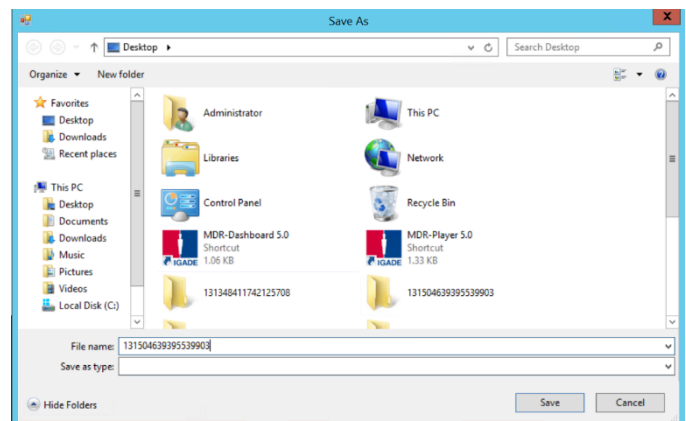 Save As
X
Desktop
Search Desktop
Organize New folder
Favorites
Desktop
Downloads
Recent places
This PC
Desktop
Documents
Downloads
Music
Pictures
Videos
Local Disk (C:)
Administrator
This PC
Libraries
Network
Control Panel
Recycle Bin
IGADE
MDR-Dashboard 5.0
Shortcut
1.06 KB
IGADE
MDR-Player 5.0
Shortcut
1.33 KB
131348411742125708
131504639395539903
File name: 131504639395539903
Save as type:
Hide Folders
Save
Cancel